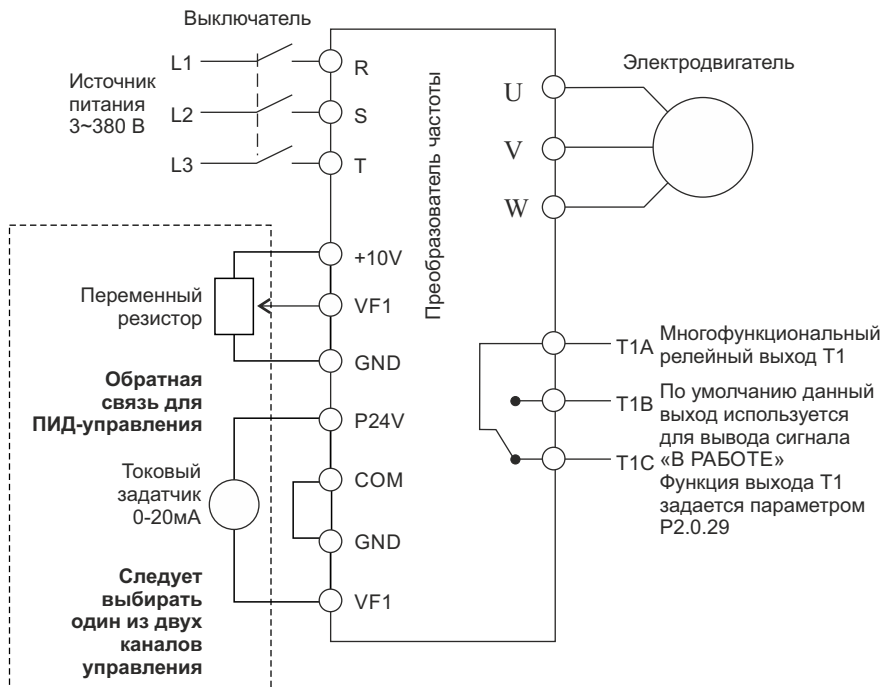 Выключатель
L1
L2
L3
Источник
питания
3~380 В
R
S
T
Преобразователь частоты
U
V
W
Электродвигатель
+10V
VF1
GND
Переменный
резистор
Обратная
связь для
ПИД-управления
P24V
COM
GND
VF1
Токовый
задатчик
0-20мА
Следует
выбирать
один из двух
каналов
управления
T1A
T1B
T1C
Многофункциональный
релейный выход T1
По умолчанию данный
выход используется
для вывода сигнала
«В РАБОТЕ»
Функция выхода T1
задается параметром
P2.0.29